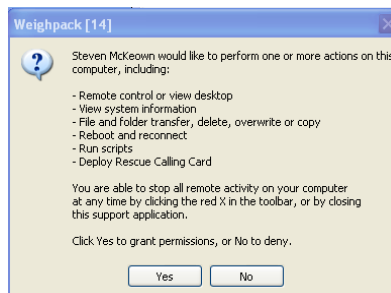 Weighpack [14]
Steven McKeown would like to perform one or more actions on this
computer, including:
- Remote control or view desktop
- View system information
- File and folder transfer, delete, overwrite or copy
- Reboot and reconnect
- Run scripts
- Deploy Rescue Calling Card
You are able to stop all remote activity on your computer
at any time by clicking the red X in the toolbar, or by closing
this support application.
Click Yes to grant permissions, or No to deny.
Yes No